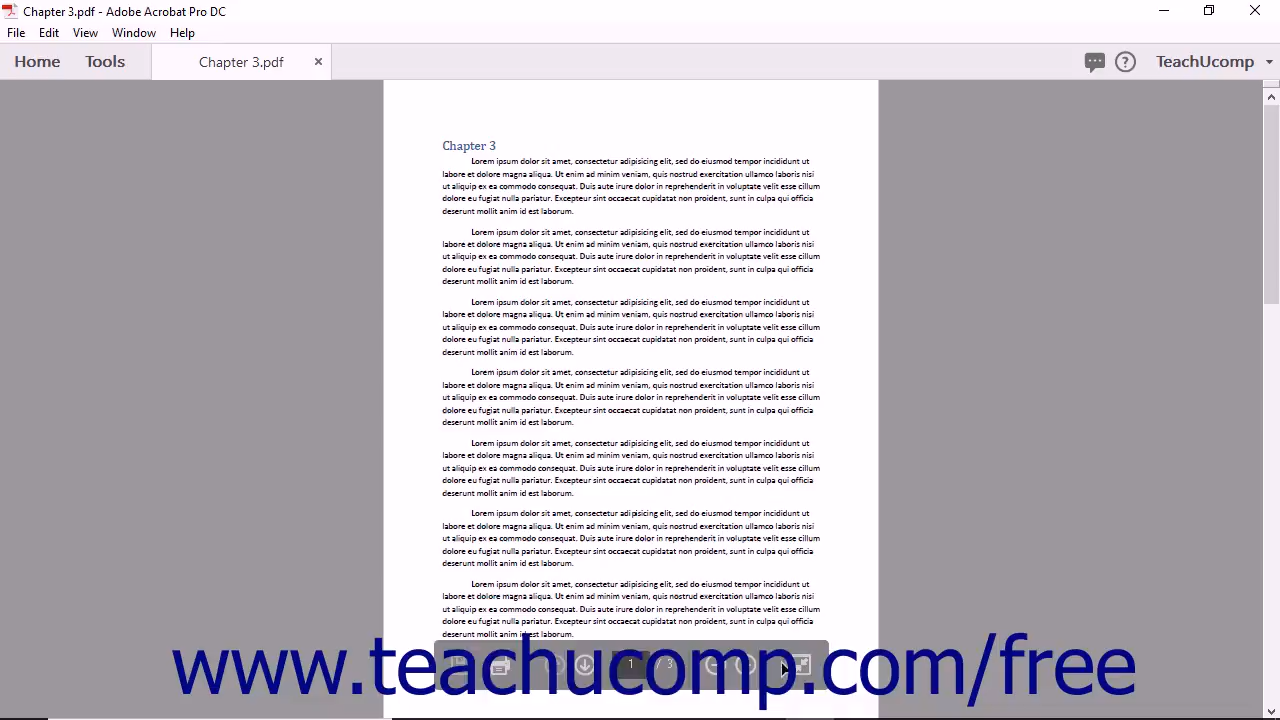 Chapter 3.pdf - Adobe Acrobat Pro DC
File Edit View Window Help
Home Tools Chapter 3.pdf × ? TeachUcomp
Chapter 3
Lorem ipsum dolor sit amet, consectetur adipisicing elit, sed do eiusmod tempor incididunt ut
labore et dolore magna aliqua. Ut enim ad minim veniam, quis nostrud exercitation ullamco laboris nisi
ut aliquip ex ea commodo consequat. Duis aute irure dolor in reprehenderit in voluptate velit esse cillum
dolore eu fugiat nulla pariatur. Excepteur sint occaecat cupidatat non proident, sunt in culpa qui officia
deserunt mollit anim id est laborum.
Lorem ipsum dolor sit amet, consectetur adipisicing elit, sed do eiusmod tempor incididunt ut
labore et dolore magna aliqua. Ut enim ad minim veniam, quis nostrud exercitation ullamco laboris nisi
ut aliquip ex ea commodo consequat. Duis aute irure dolor in reprehenderit in voluptate velit esse cillum
dolore eu fugiat nulla pariatur. Excepteur sint occaecat cupidatat non proident, sunt in culpa qui officia
deserunt mollit anim id est laborum.
Lorem ipsum dolor sit amet, consectetur adipisicing elit, sed do eiusmod tempor incididunt ut
labore et dolore magna aliqua. Ut enim ad minim veniam, quis nostrud exercitation ullamco laboris nisi
ut aliquip ex ea commodo consequat. Duis aute irure dolor in reprehenderit in voluptate velit esse cillum
dolore eu fugiat nulla pariatur. Excepteur sint occaecat cupidatat non proident, sunt in culpa qui officia
deserunt mollit anim id est laborum.
Lorem ipsum dolor sit amet, consectetur adipisicing elit, sed do eiusmod tempor incididunt ut
labore et dolore magna aliqua. Ut enim ad minim veniam, quis nostrud exercitation ullamco laboris nisi
ut aliquip ex ea commodo consequat. Duis aute irure dolor in reprehenderit in voluptate velit esse cillum
dolore eu fugiat nulla pariatur. Excepteur sint occaecat cupidatat non proident, sunt in culpa qui officia
deserunt mollit anim id est laborum.
Lorem ipsum dolor sit amet, consectetur adipisicing elit, sed do eiusmod tempor incididunt ut
labore et dolore magna aliqua. Ut enim ad minim veniam, quis nostrud exercitation ullamco laboris nisi
ut aliquip ex ea commodo consequat. Duis aute irure dolor in reprehenderit in voluptate velit esse cillum
dolore eu fugiat nulla pariatur. Excepteur sint occaecat cupidatat non proident, sunt in culpa qui officia
deserunt mollit anim id est laborum.
Lorem ipsum dolor sit amet, consectetur adipisicing elit, sed do eiusmod tempor incididunt ut
labore et dolore magna aliqua. Ut enim ad minim veniam, quis nostrud exercitation ullamco laboris nisi
ut aliquip ex ea commodo consequat. Duis aute irure dolor in reprehenderit in voluptate velit esse cillum
dolore eu fugiat nulla pariatur. Excepteur sint occaecat cupidatat non proident, sunt in culpa qui officia
deserunt mollit anim id est laborum.
Lorem ipsum dolor sit amet, consectetur adipisicing elit, sed do eiusmod tempor incididunt ut
labore et dolore magna aliqua. Ut enim ad minim veniam, quis nostrud exercitation ullamco laboris nisi
ut aliquip ex ea commodo consequat. Duis aute irure dolor in reprehenderit in voluptate velit esse cillum
dolore eu fugiat nulla pariatur. Excepteur sint occaecat cupidatat non proident, sunt in culpa qui officia
deserunt mollit anim id est laborum.
1 / 3
www.teachucomp.com/free